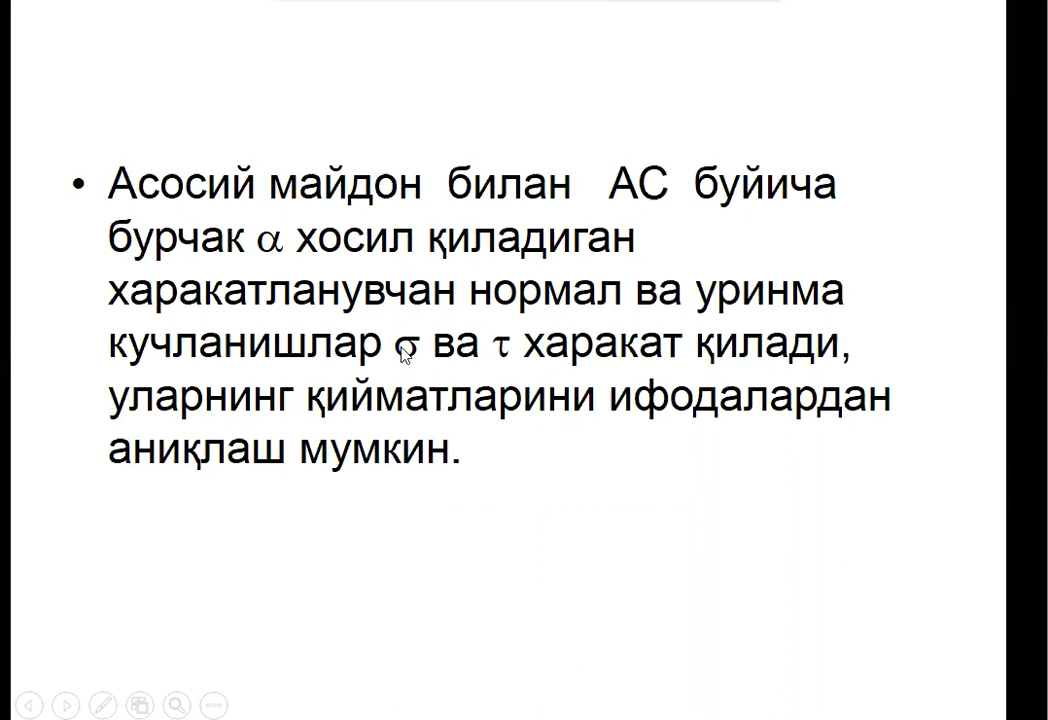 • Асосий майдон билан АС буйича
бурчак α хосил қиладиган
харакатланувчан нормал ва уринма
кучланишлар σ ва τ харакат қилади,
уларнинг қийматларини ифодалардан
аниқлаш мумкин.